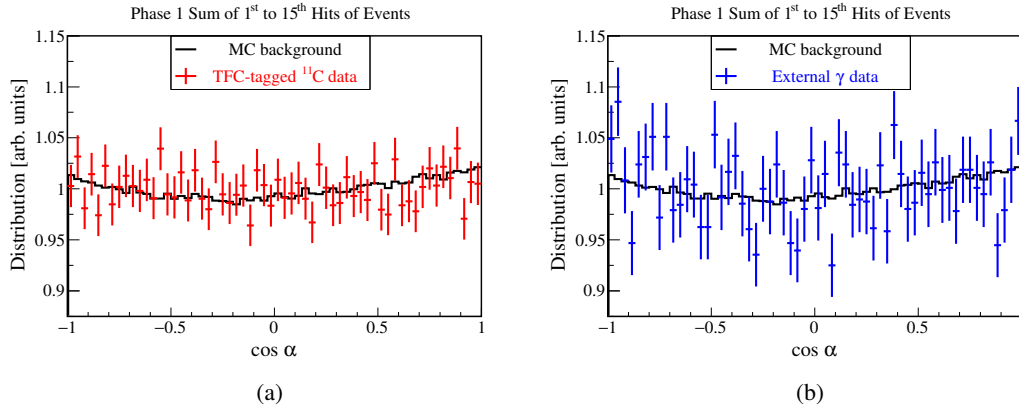 Phase 1 Sum of 1st to 15th Hits of Events
1.15
1.1
1.05
1
0.95
0.9
Distribution [arb. units]
MC background
TFC-tagged 11C data
−1
−0.5
0
0.5
1
cos α
(a)
Phase 1 Sum of 1st to 15th Hits of Events
1.15
1.1
1.05
1
0.95
0.9
Distribution [arb. units]
MC background
External γ data
−1
−0.5
0
0.5
cos α
(b)